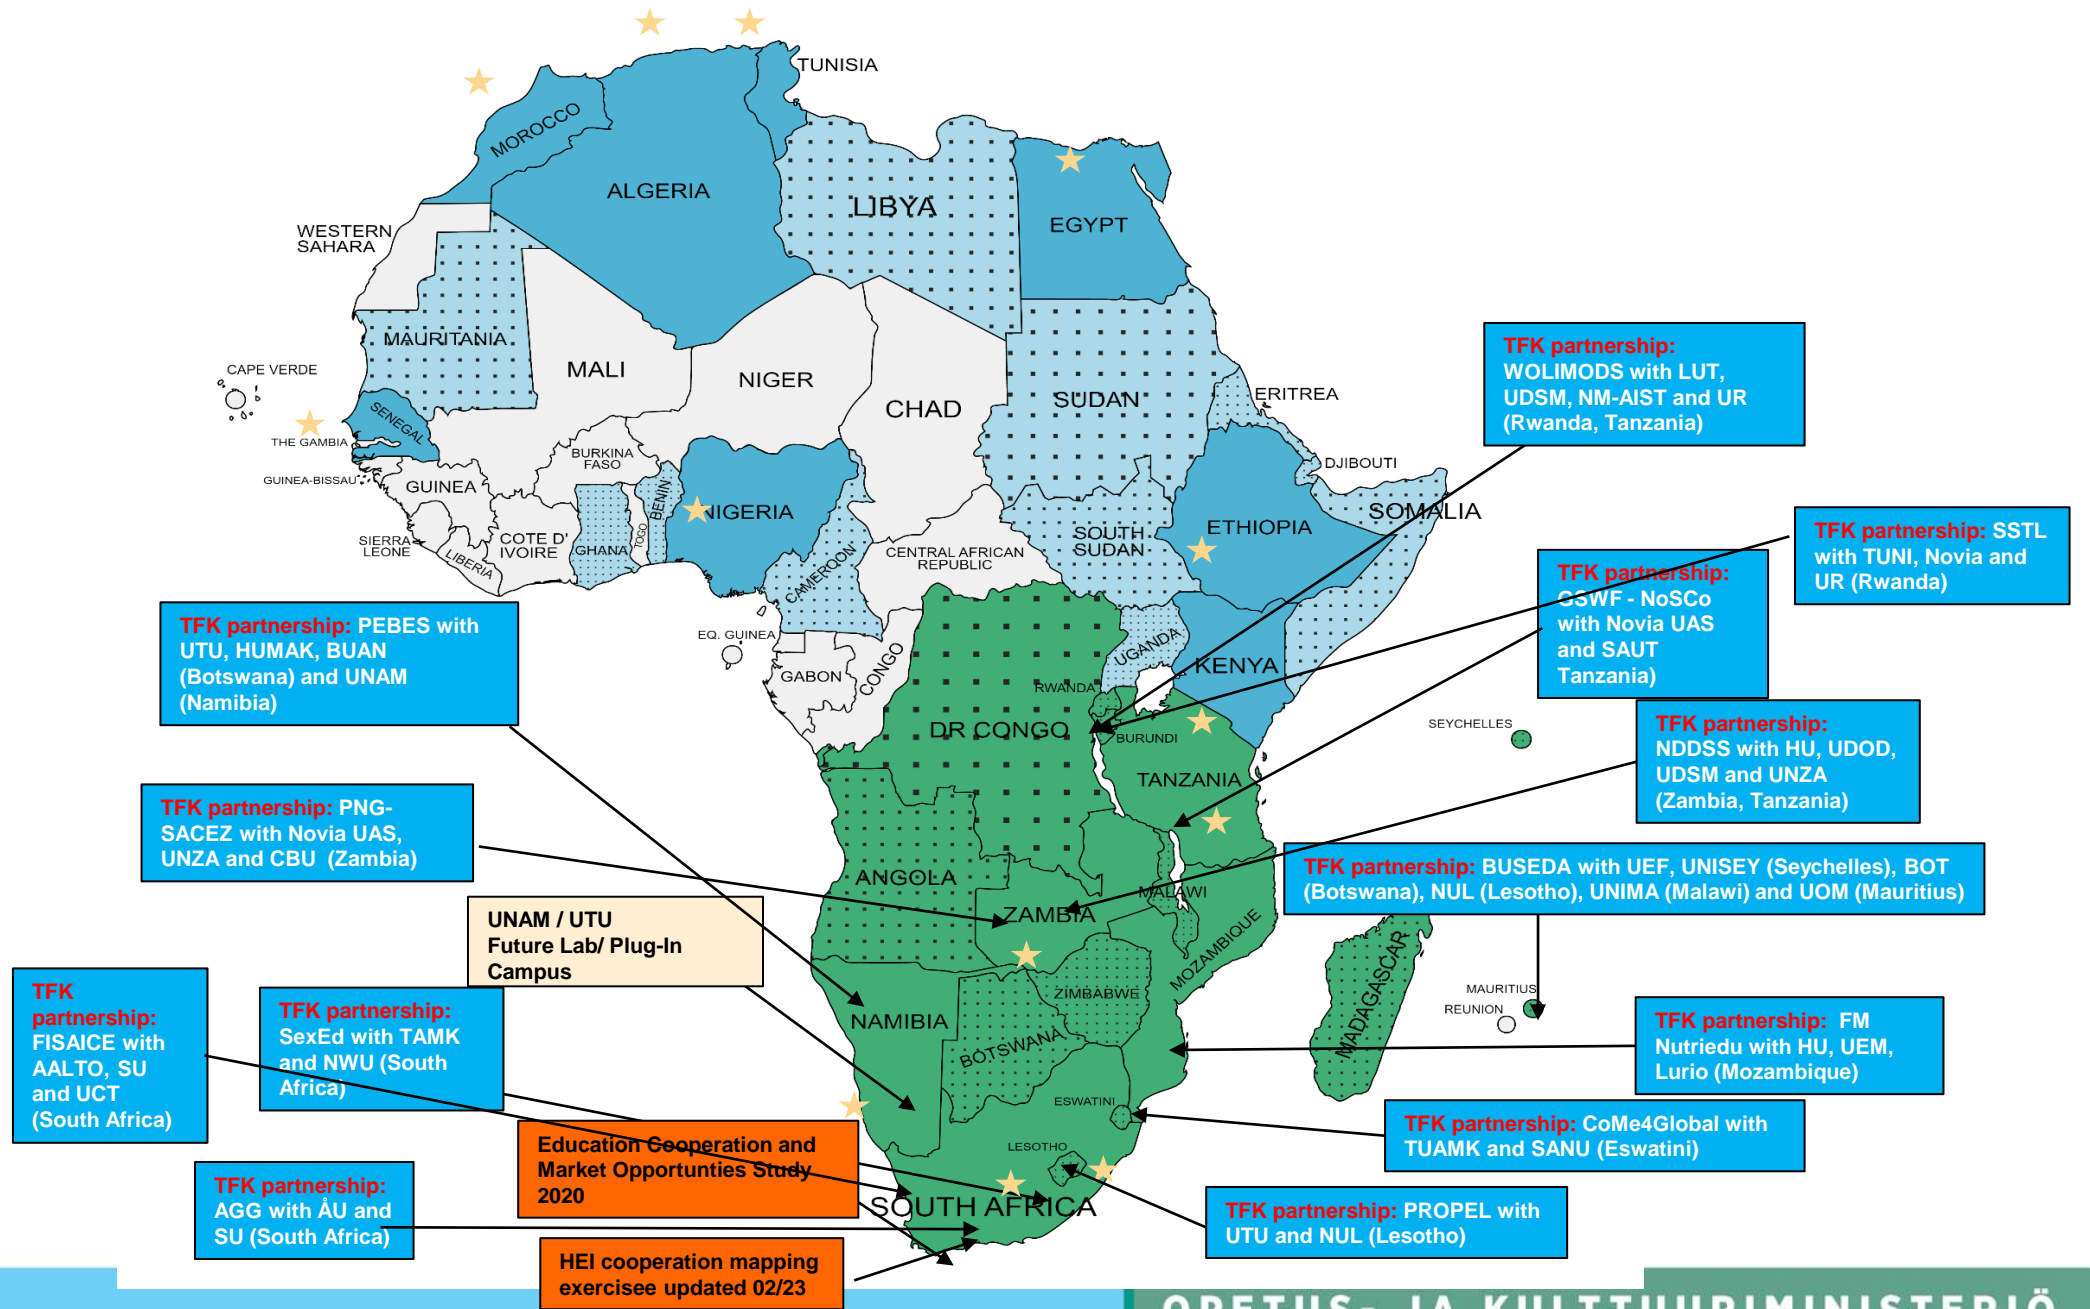 TUNISIA
MOROCCO
ALGERIA
LIBYA
EGYPT
WESTERN
SAHARA
MAURITANIA
MALI
NIGER
CHAD
SUDAN
ERITREA
CAPE VERDE
SENEGAL
THE GAMBIA
GUINEA-BISSAU
GUINEA
BURKINA
FASO
BENIN
TOGO
NIGERIA
SIERRA
LEONE
LIBERIA
COTE D'
IVOIRE
GHANA
CAMEROON
CENTRAL AFRICAN
REPUBLIC
SOUTH
SUDAN
ETHIOPIA
DJIBOUTI
SOMALIA
EQ. GUINEA
GABON
CONGO
UGANDA
KENYA
RWANDA
DR CONGO
BURUNDI
TANZANIA
SEYCHELLES
ANGOLA
ZAMBIA
MALAWI
MOZAMBIQUE
ZIMBABWE
MADAGASCAR
MAURITIUS
REUNION
NAMIBIA
BOTSWANA
ESWATINI
LESOTHO
SOUTH AFRICA
TFK partnership:
WOLIMODS with LUT,
UDSM, NM-AIST and UR
(Rwanda, Tanzania)
TFK partnership: SSTL
with TUNI, Novia and
UR (Rwanda)
TFK partnership:
GSWF - NoSCo
with Novia UAS
and SAUT
Tanzania)
TFK partnership: PEBES with
UTU, HUMAK, BUAN
(Botswana) and UNAM
(Namibia)
TFK partnership:
NDDSS with HU, UDOD,
UDSM and UNZA
(Zambia, Tanzania)
TFK partnership: PNG-
SACEZ with Novia UAS,
UNZA and CBU (Zambia)
TFK partnership: BUSEDA with UEF, UNISEY (Seychelles), BOT
(Botswana), NUL (Lesotho), UNIMA (Malawi) and UOM (Mauritius)
UNAM / UTU
Future Lab/ Plug-In
Campus
TFK
partnership:
FISAICE with
AALTO, SU
and UCT
(South Africa)
TFK partnership:
SexEd with TAMK
and NWU (South
Africa)
TFK partnership: FM
Nutriedu with HU, UEM,
Lurio (Mozambique)
TFK partnership: CoMe4Global with
TUAMK and SANU (Eswatini)
Education Cooperation and
Market Opportunties Study
2020
TFK partnership:
AGG with ÅU and
SU (South Africa)
TFK partnership: PROPEL with
UTU and NUL (Lesotho)
HEI cooperation mapping
exercisee updated 02/23
OPETUS- JA KULTTUURIMINISTERIÖ